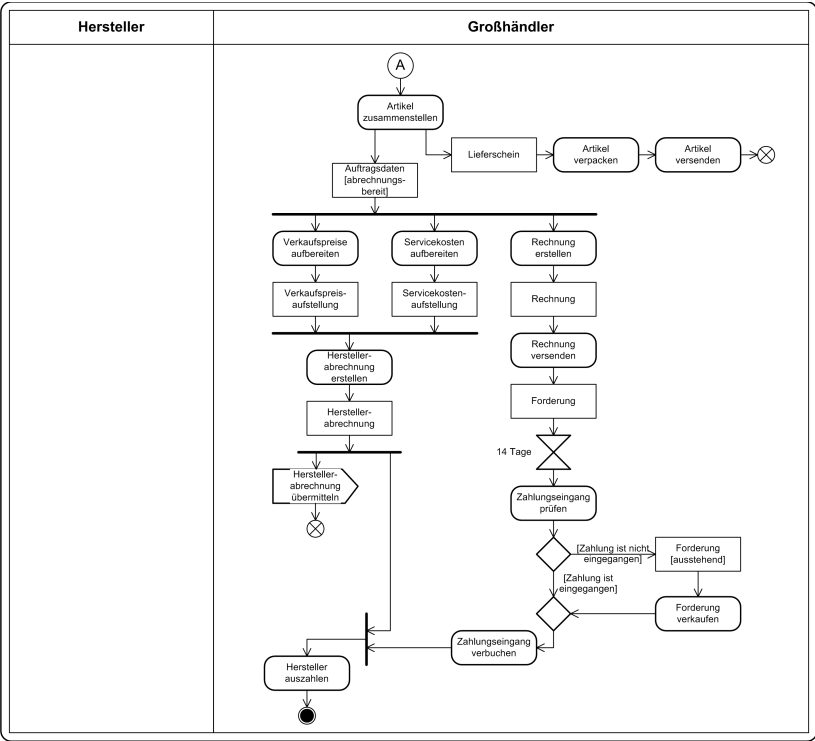 Hersteller
Großhändler
A
Artikel
zusammenstellen
Lieferschein
Artikel
verpacken
Artikel
versenden
Auftragsdaten
[abrechnungs-
bereit]
Verkaufspreise
aufbereiten
Servicekosten
aufbereiten
Rechnung
erstellen
Verkaufspreis-
aufstellung
Servicekosten-
aufstellung
Rechnung
Hersteller-
abrechnung
erstellen
Rechnung
versenden
Hersteller-
abrechnung
Forderung
14 Tage
Hersteller-
abrechnung
übermitteln
Zahlungseingang
prüfen
[Zahlung ist nicht
eingegangen]
Forderung
[ausstehend]
[Zahlung ist
eingegangen]
Forderung
verkaufen
Zahlungseingang
verbuchen
Hersteller
auszahlen